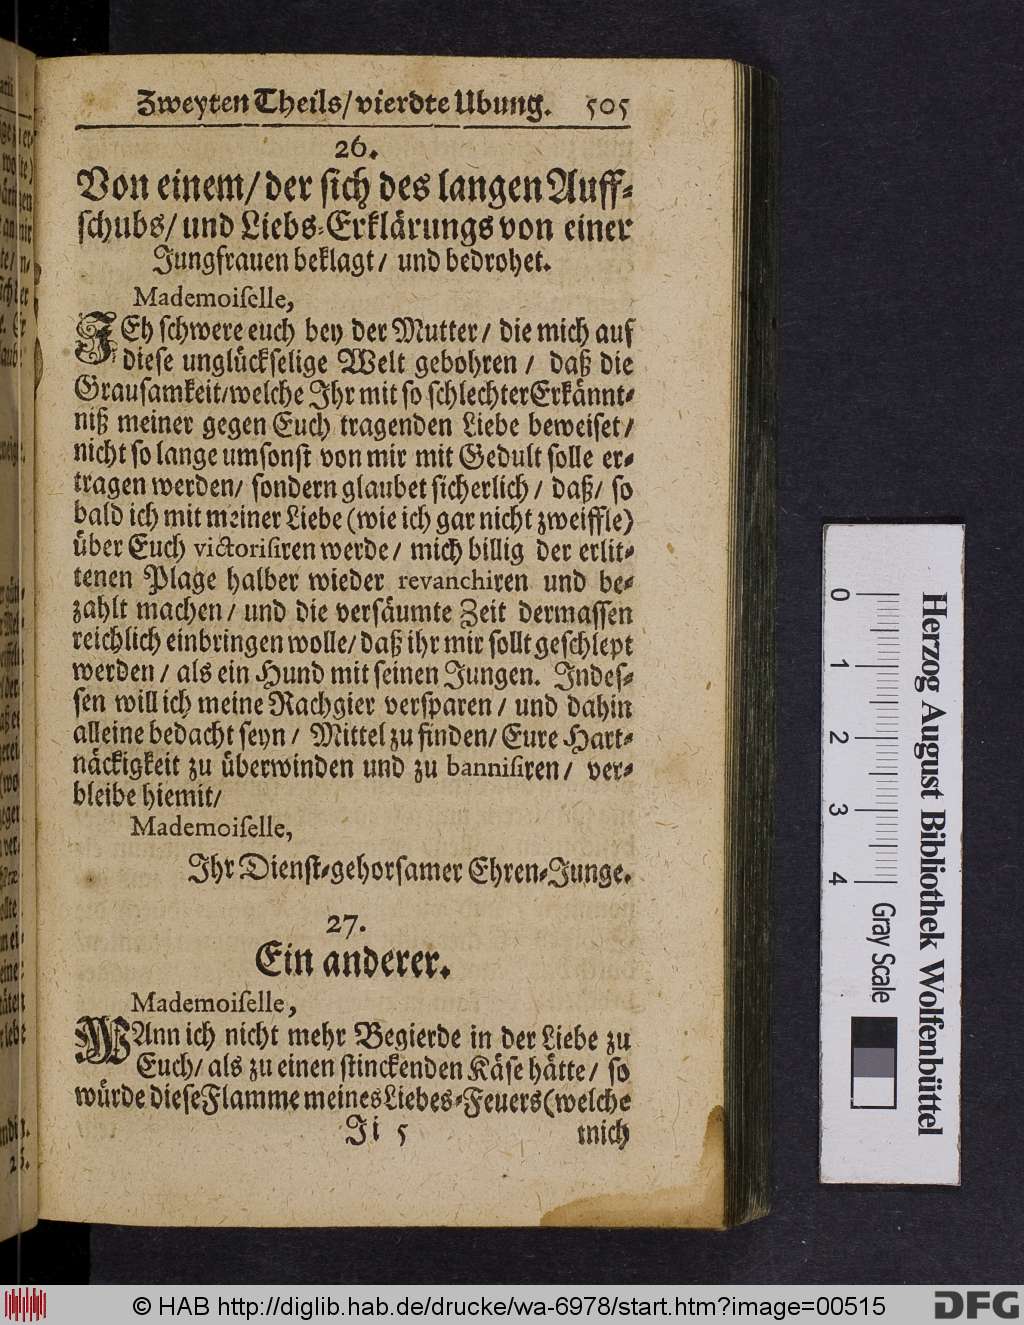 Zweyten Theils/ vierdte Ubung. 505
26.
Von einem/ der sich des langen Auff-
schubs/ und Liebs-Erklärungs von einer
Jungfrauen beklagt/ und bedrohet.
Mademoiselle,
JCh schwere euch bey der Mutter/ die mich auf
diese unglückselige Welt gebohren / daß die
Grausamkeit/welche Ihr mit so schlechter Erkännt-
niß meiner gegen Euch tragenden Liebe beweiset/
nicht so lange umsonst von mir mit Gedult solle er-
tragen werden/ sondern glaubet sicherlich / daß/ so
bald ich mit meiner Liebe (wie ich gar nicht zweiffle)
über Euch victorisiren werde/ mich billig der erlit-
tenen Plage halber wieder revanchiren und be-
zahlt machen/ und die versäumte Zeit dermassen
reichlich einbringen wolle/ daß ihr mir sollt geschlept
werden / als ein Hund mit seinen Jungen. Indes-
sen will ich meine Rachgier versparen / und dahin
alleine bedacht seyn/ Mittel zu finden/ Eure Hart-
näckigkeit zu überwinden und zu bannisiren/ ver-
bleibe hiemit/
Mademoiselle,
Ihr Dienst-gehorsamer Ehren-Junge.
27.
Ein anderer.
Mademoiselle,
WAnn ich nicht mehr Begierde in der Liebe zu
Euch/ als zu einen stinckenden Käse hätte/ so
würde diese Flamme meines Liebes-Feuers (welche
Ji 5 mich
0 1 2 3 4 Gray Scale
Herzog August Bibliothek Wolfenbüttel
© HAB http://diglib.hab.de/drucke/wa-6978/start.htm?image=00515 DFG